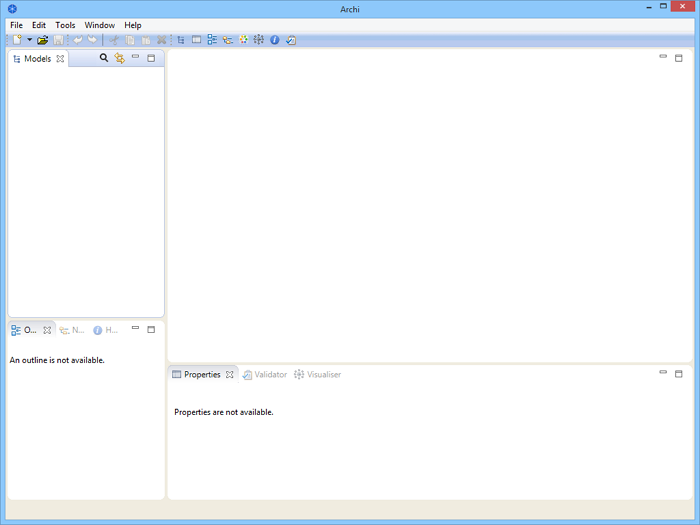 Archi
File Edit Tools Window Help
Models
O... N... H...
An outline is not available.
Properties Validator Visualiser
Properties are not available.